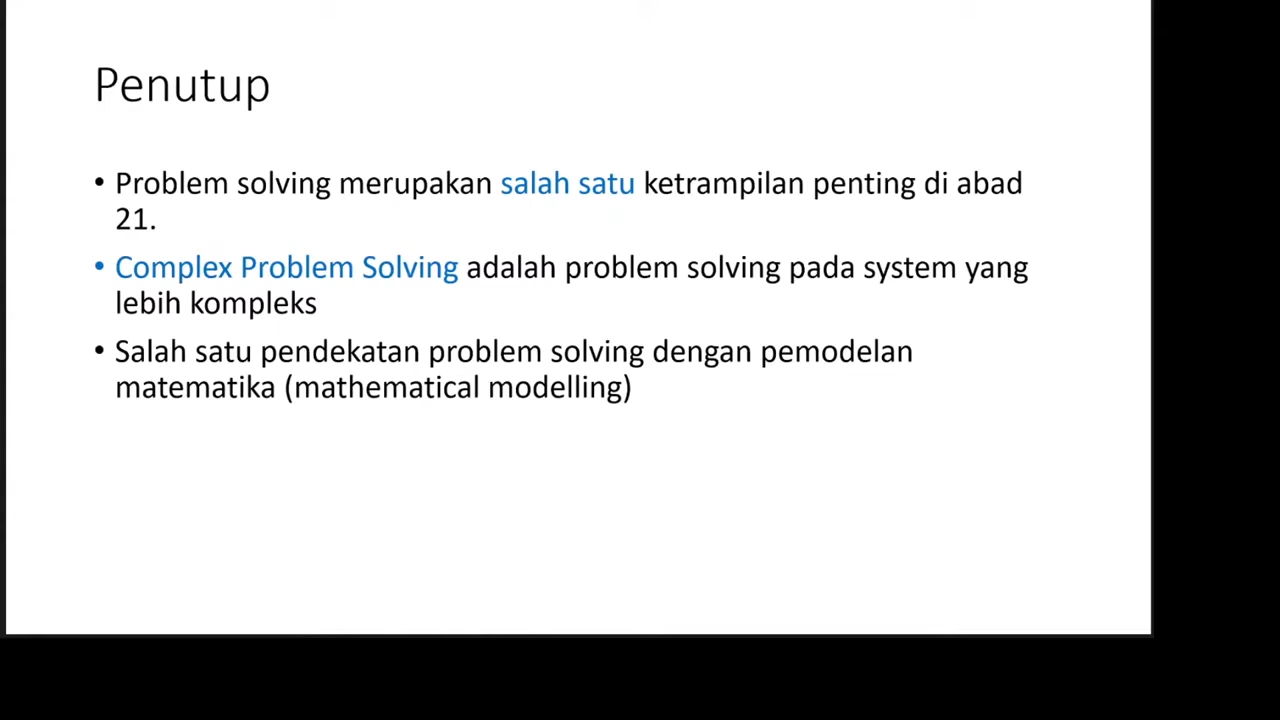 Penutup
• Problem solving merupakan salah satu ketrampilan penting di abad
21.
• Complex Problem Solving adalah problem solving pada system yang
lebih kompleks
• Salah satu pendekatan problem solving dengan pemodelan
matematika (mathematical modelling)